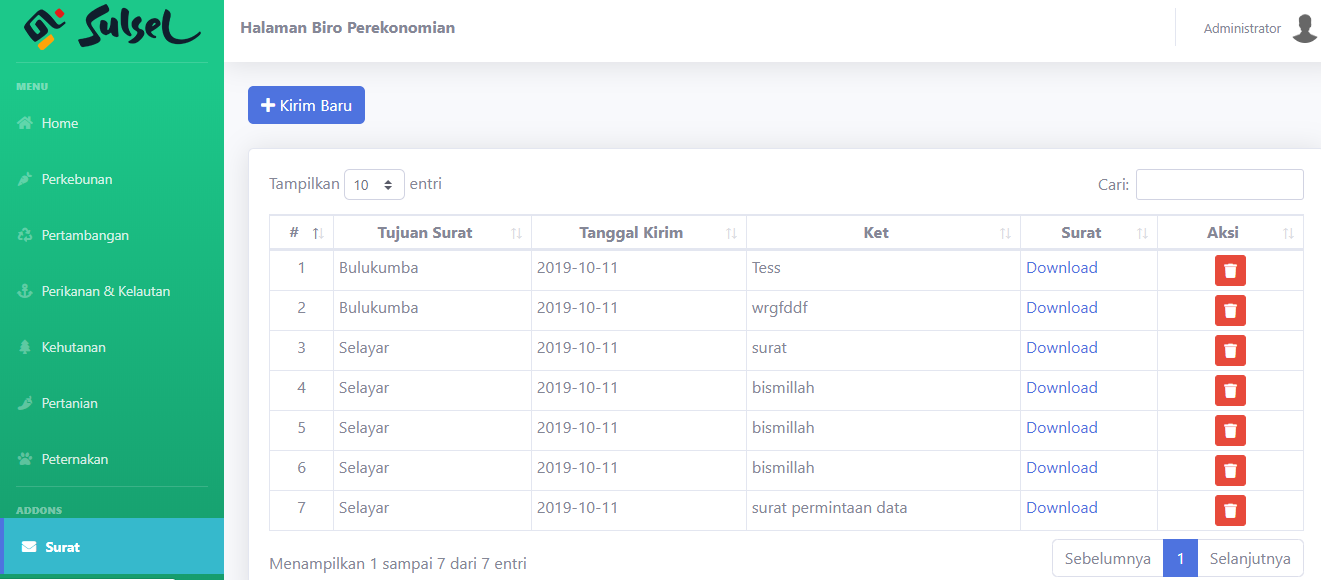 Sulsel
Halaman Biro Perekonomian
Administrator
MENU
Home
Perkebunan
Pertambangan
Perikanan & Kelautan
Kehutanan
Pertanian
Peternakan
ADDONS
Surat
Kirim Baru
Tampilkan 10 entri
Cari:
# Tujuan Surat Tanggal Kirim Ket Surat Aksi
1 Bulukumba 2019-10-11 Tess Download
2 Bulukumba 2019-10-11 wrgfddf Download
3 Selayar 2019-10-11 surat Download
4 Selayar 2019-10-11 bismillah Download
5 Selayar 2019-10-11 bismillah Download
6 Selayar 2019-10-11 bismillah Download
7 Selayar 2019-10-11 surat permintaan data Download
Menampilkan 1 sampai 7 dari 7 entri
Sebelumnya 1 Selanjutnya